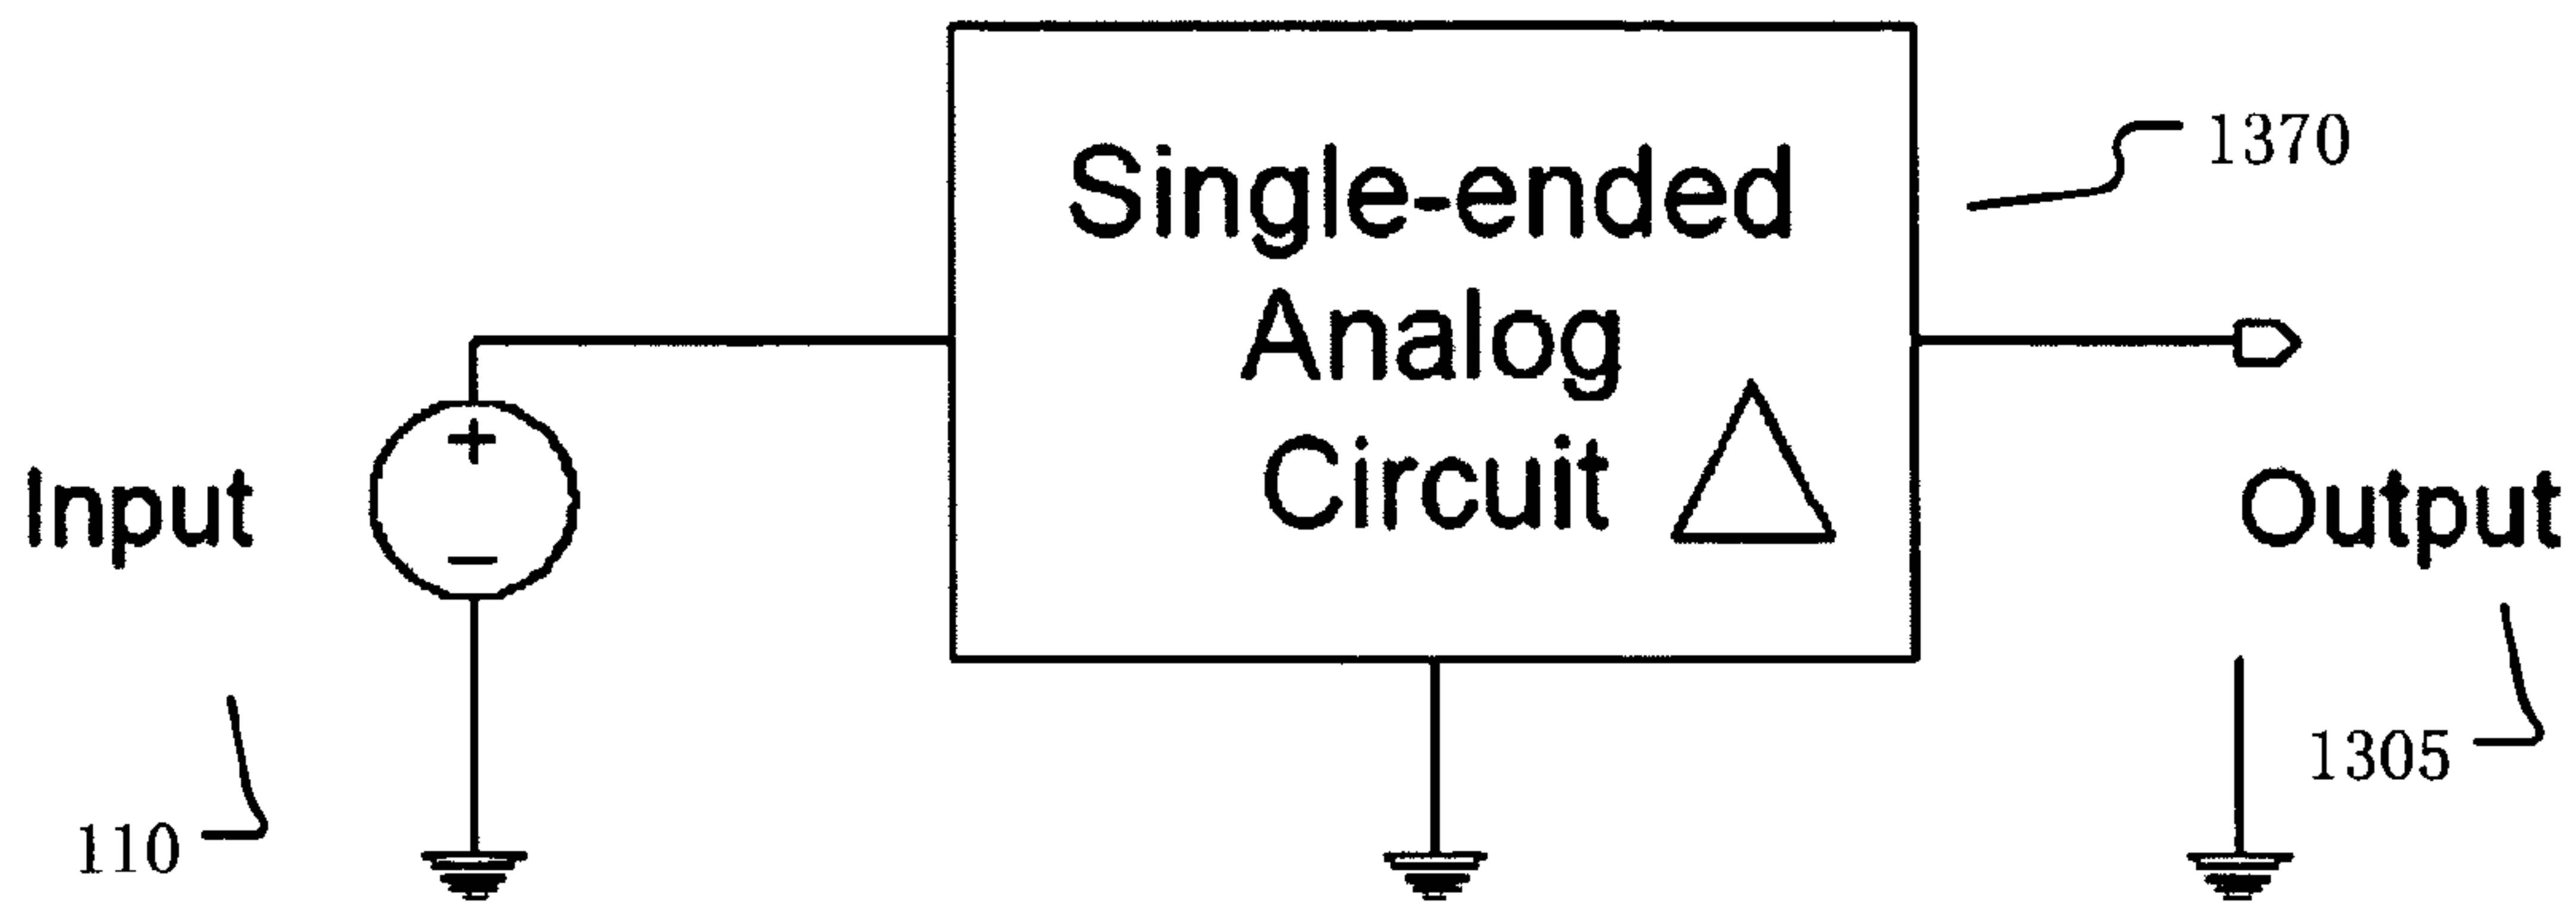 Single-ended
Analog
Circuit
1370
Input
+
−
Output
110
1305